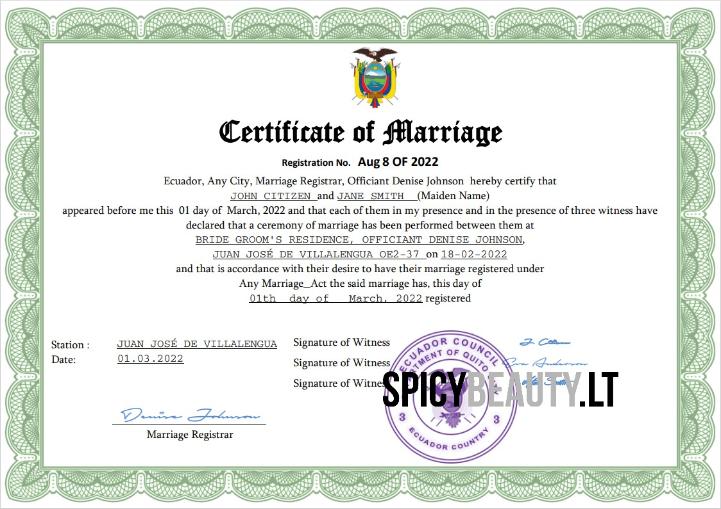 Certificate of Marriage
Registration No. Aug 8 OF 2022
Ecuador, Any City, Marriage Registrar, Officiant Denise Johnson hereby certify that
JOHN CITIZEN and JANE SMITH (Maiden Name)
appeared before me this 01 day of March, 2022 and that each of them in my presence and in the presence of three witness have
declared that a ceremony of marriage has been performed between them at
BRIDE GROOM'S RESIDENCE, OFFICIANT DENISE JOHNSON,
JUAN JOSÉ DE VILLALENGUA OE2-37 on 18-02-2022
and that is accordance with their desire to have their marriage registered under
Any Marriage_Act the said marriage has, this day of
01th day of March, 2022 registered
Station : JUAN JOSÉ DE VILLALENGUA
Date: 01.03.2022
Signature of Witness
Signature of Witness
Signature of Witness
ECUADOR COUNCIL
DEPARTMENT OF QUITO
3 3
ECUADOR COUNTRY
SPICYBEAUTY.LT
Denise Johnson
Marriage Registrar